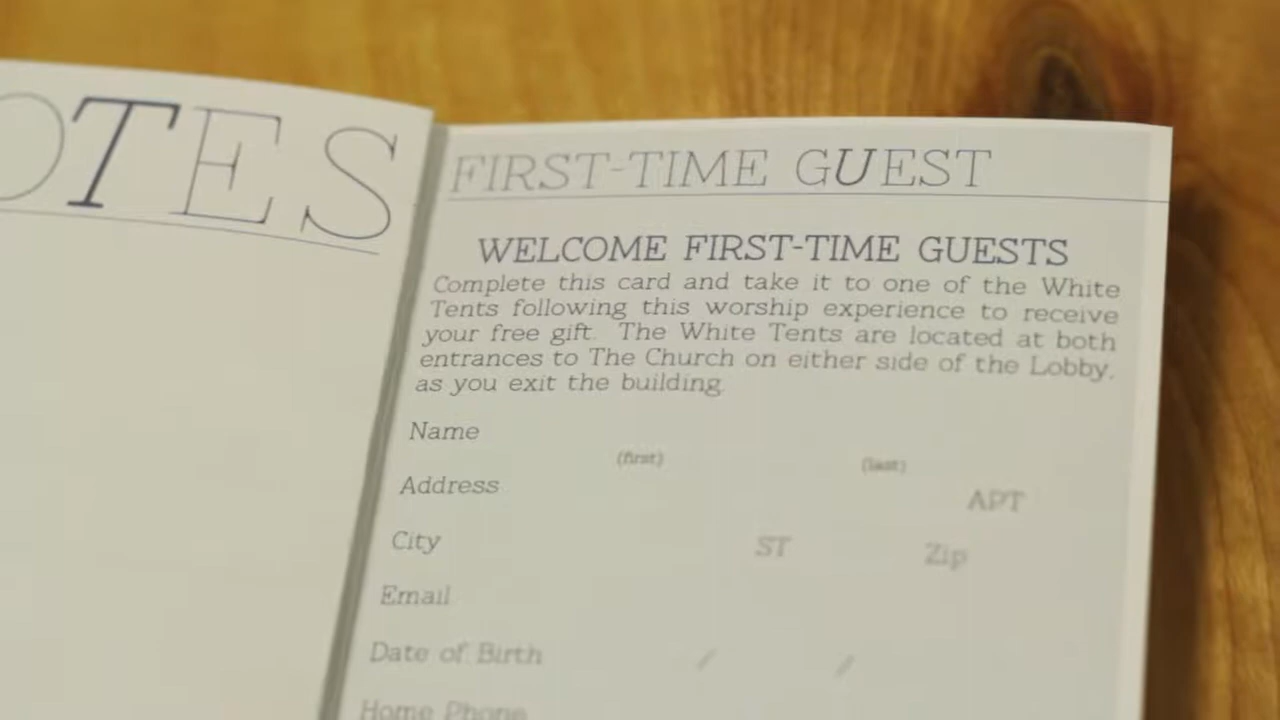 OTES
FIRST-TIME GUEST
WELCOME FIRST-TIME GUESTS
Complete this card and take it to one of the White
Tents following this worship experience to receive
your free gift. The White Tents are located at both
entrances to The Church on either side of the Lobby,
as you exit the building.
Name
(first) (last)
Address APT
City ST Zip
Email
Date of Birth / /
Home Phone